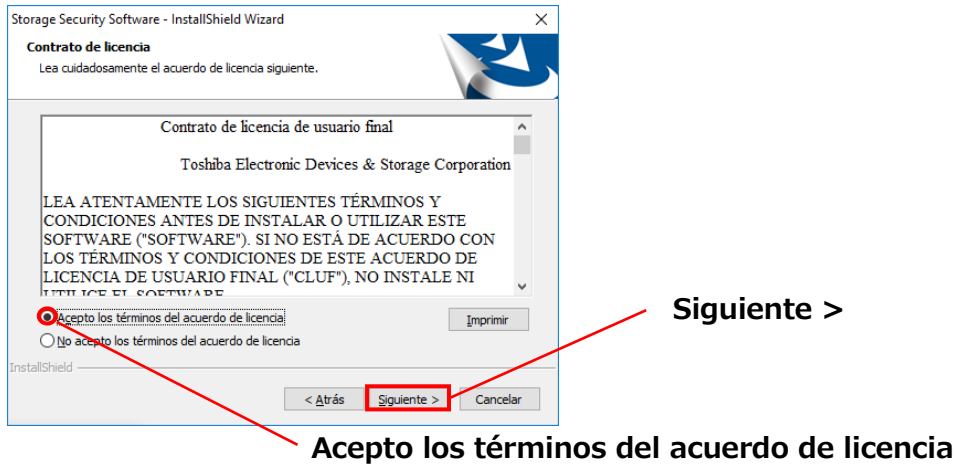 Storage Security Software - InstallShield Wizard
Contrato de licencia
Lea cuidadosamente el acuerdo de licencia siguiente.
Contrato de licencia de usuario final
Toshiba Electronic Devices & Storage Corporation
LEA ATENTAMENTE LOS SIGUIENTES TÉRMINOS Y
CONDICIONES ANTES DE INSTALAR O UTILIZAR ESTE
SOFTWARE ("SOFTWARE"). SI NO ESTÁ DE ACUERDO CON
LOS TÉRMINOS Y CONDICIONES DE ESTE ACUERDO DE
LICENCIA DE USUARIO FINAL ("CLUF"), NO INSTALE NI
UTILICE EL SOFTWARE
Acepto los términos del acuerdo de licencia
Imprimir
No acepto los términos del acuerdo de licencia
InstallShield
< Atrás
Siguiente >
Cancelar
Siguiente >
Acepto los términos del acuerdo de licencia